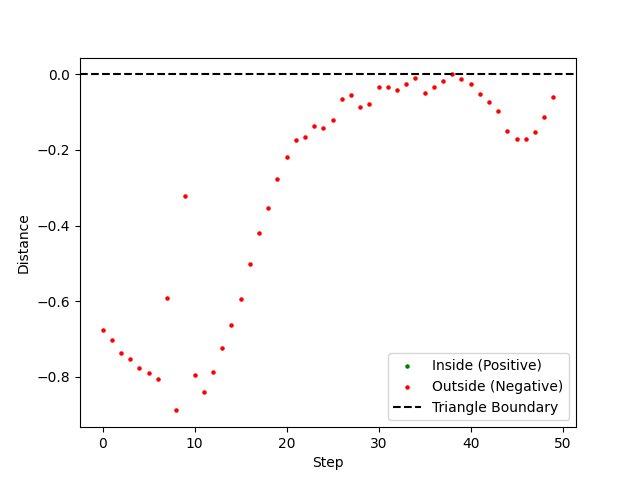 0.0
−0.2
−0.4
−0.6
−0.8
Distance
0 10 20 30 40 50
Step
Inside (Positive)
Outside (Negative)
Triangle Boundary